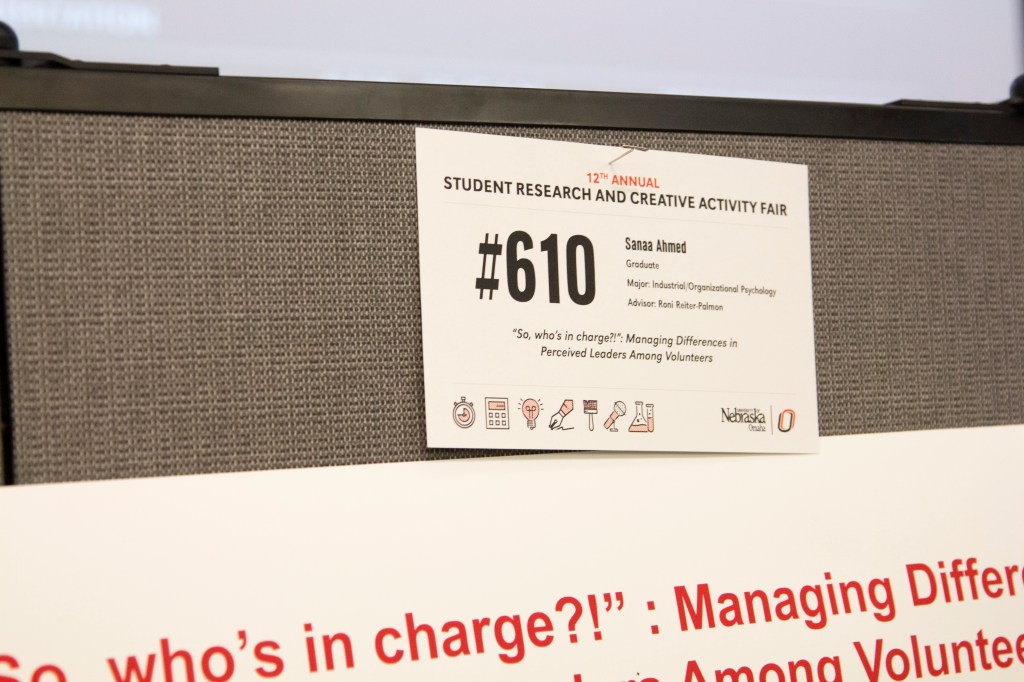 12TH ANNUAL
STUDENT RESEARCH AND CREATIVE ACTIVITY FAIR
#610
Sanaa Ahmed
Graduate
Major: Industrial/Organizational Psychology
Advisor: Roni Reiter-Palmon
"So, who's in charge?!": Managing Differences in
Perceived Leaders Among Volunteers
Nebraska
Omaha
So, who's in charge?!” : Managing Differe
ders Among Voluntee